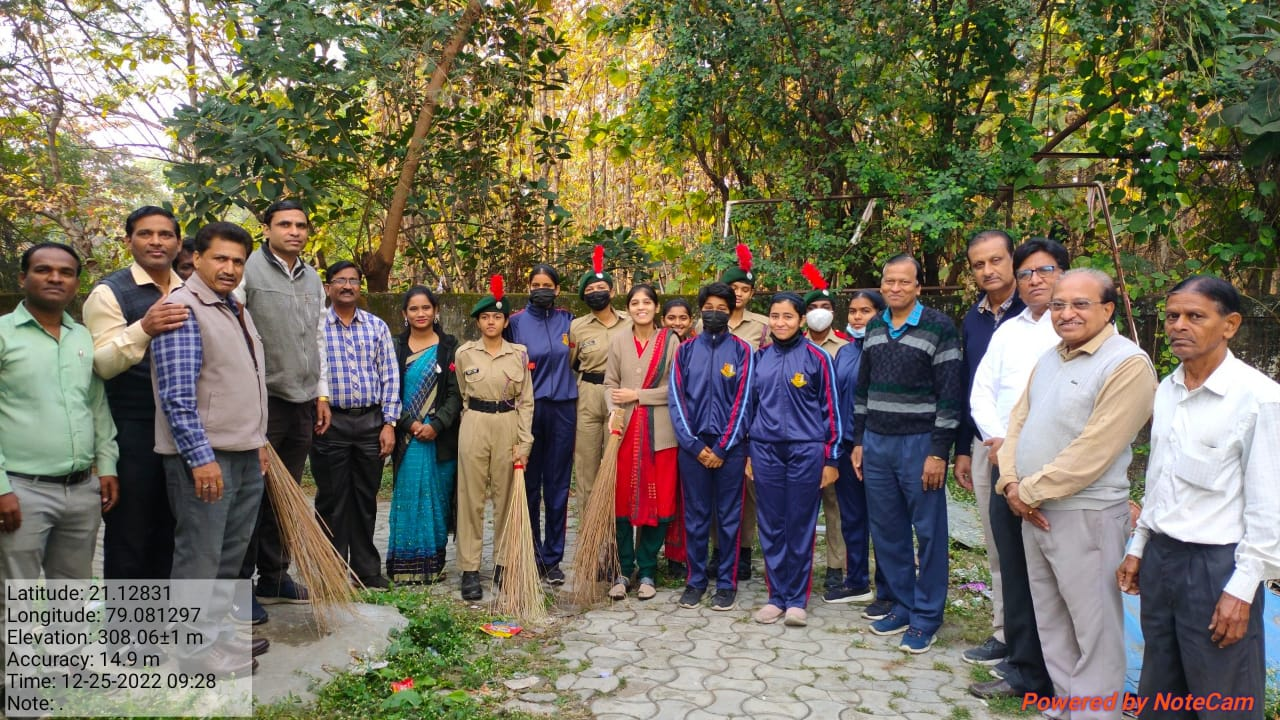 Latitude: 21.12831
Longitude: 79.081297
Elevation: 308.06±1 m
Accuracy: 14.9 m
Time: 12-25-2022 09:28
Note: .
Powered by NoteCam